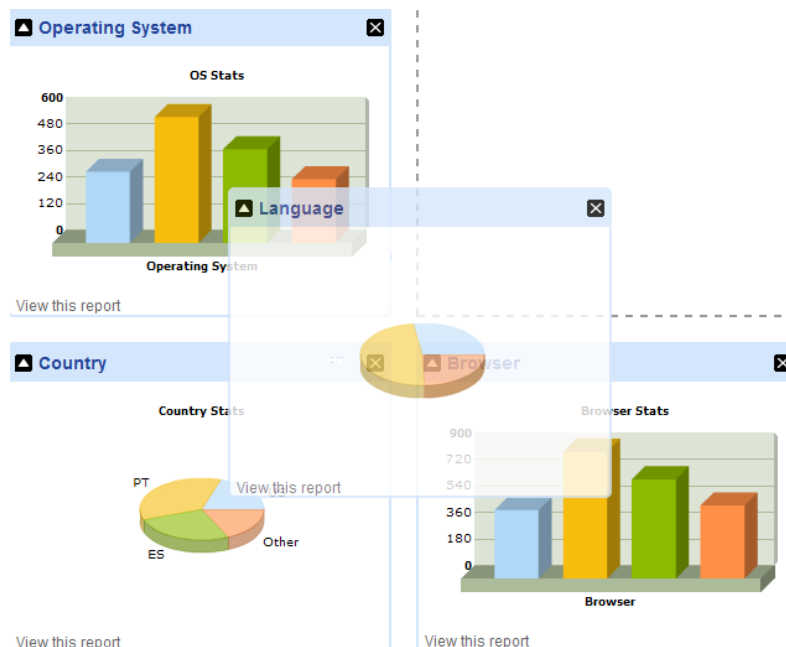 Operating System
OS Stats
600
480
360
240
120
0
Operating System
View this report
Language
View this report
Country
Country Stats
PT
ES
Other
View this report
Browser
Browser Stats
900
720
540
360
180
0
Browser
View this report